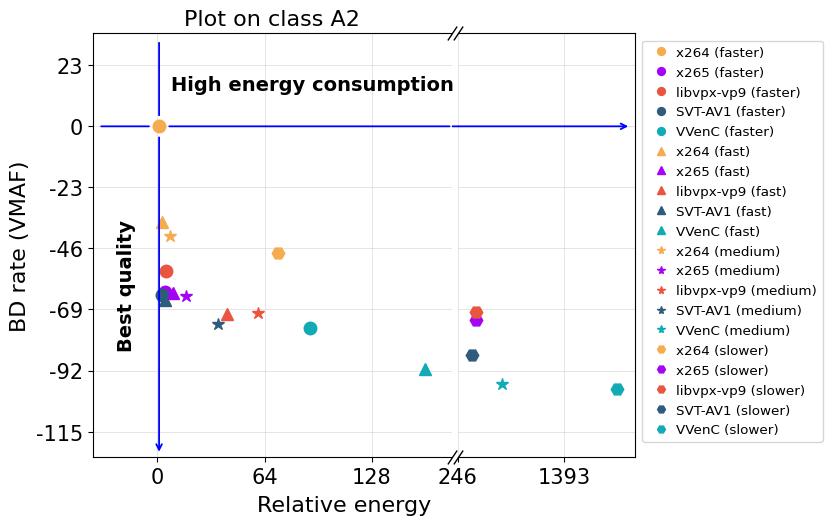 Plot on class A2
BD rate (VMAF)
23
0
-23
-46
-69
-92
-115
High energy consumption
Best quality
0 64 128 246 1393
Relative energy
x264 (faster)
x265 (faster)
libvpx-vp9 (faster)
SVT-AV1 (faster)
VVenC (faster)
x264 (fast)
x265 (fast)
libvpx-vp9 (fast)
SVT-AV1 (fast)
VVenC (fast)
x264 (medium)
x265 (medium)
libvpx-vp9 (medium)
SVT-AV1 (medium)
VVenC (medium)
x264 (slower)
x265 (slower)
libvpx-vp9 (slower)
SVT-AV1 (slower)
VVenC (slower)